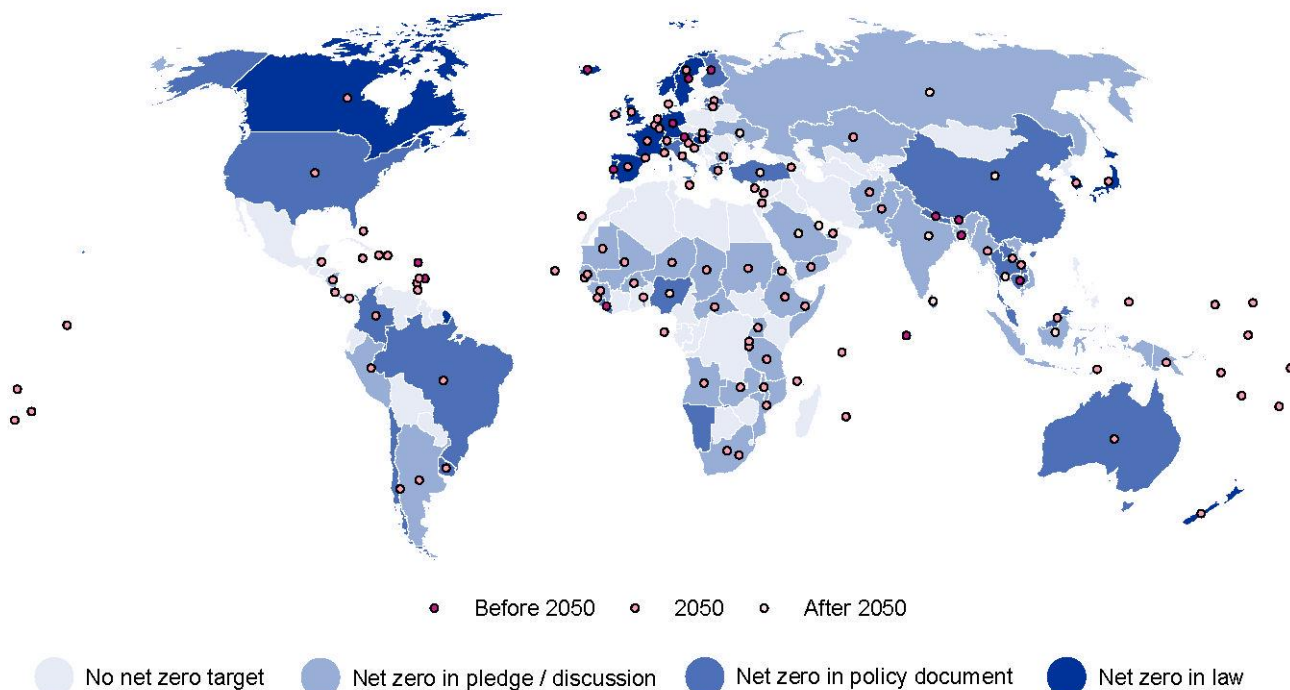 Before 2050 2050 After 2050
No net zero target Net zero in pledge / discussion Net zero in policy document Net zero in law